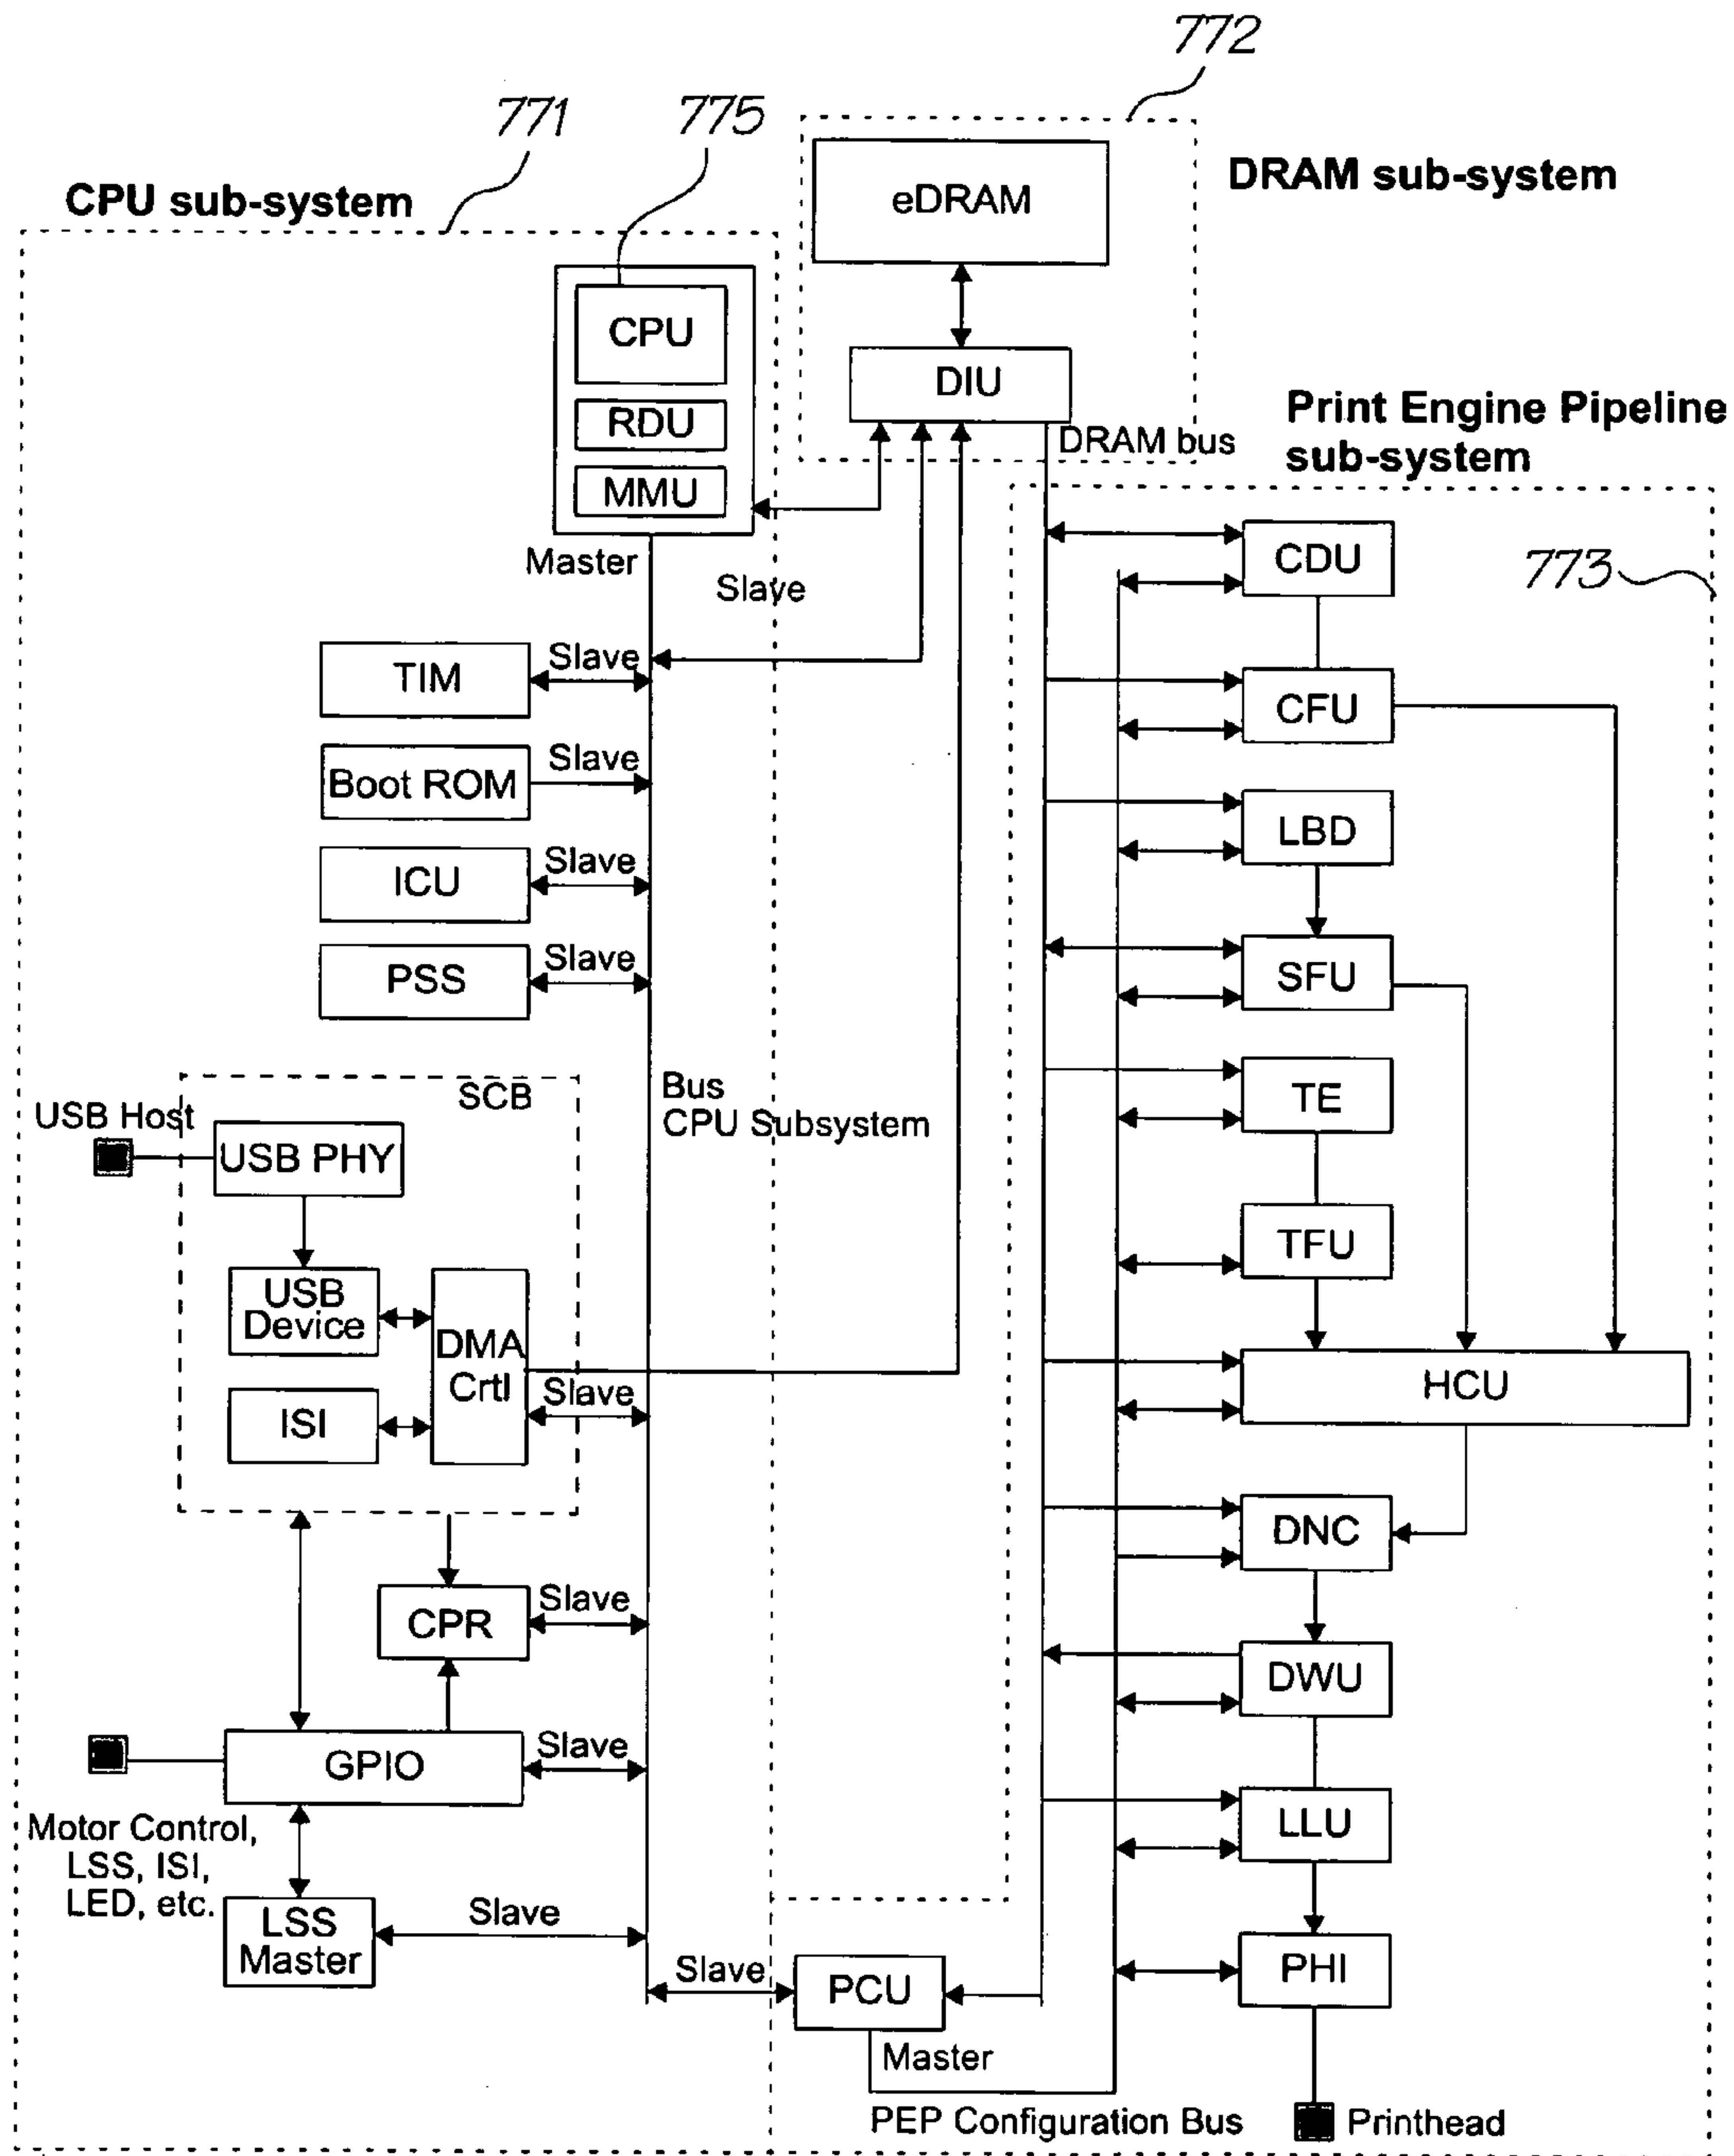 772
771
775
CPU sub-system
DRAM sub-system
eDRAM
CPU
DIU
RDU
MMU
DRAM bus
Print Engine Pipeline
sub-system
Master
Slave
CDU
773
TIM
Slave
CFU
Boot ROM
Slave
LBD
ICU
Slave
PSS
Slave
SFU
SCB
Bus
CPU Subsystem
TE
USB Host
USB PHY
TFU
USB
Device
DMA
Crtl
Slave
ISI
HCU
DNC
CPR
Slave
DWU
GPIO
Slave
Motor Control,
LSS, ISI,
LED, etc.
LLU
LSS
Master
Slave
Slave
PCU
PHI
Master
PEP Configuration Bus
Printhead